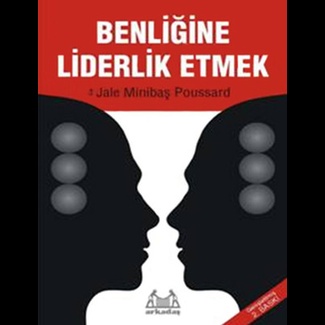 BENLİĞİNE
LİDERLİK ETMEK
Jale Minibaş Poussard
arkadaş
2. BASKI